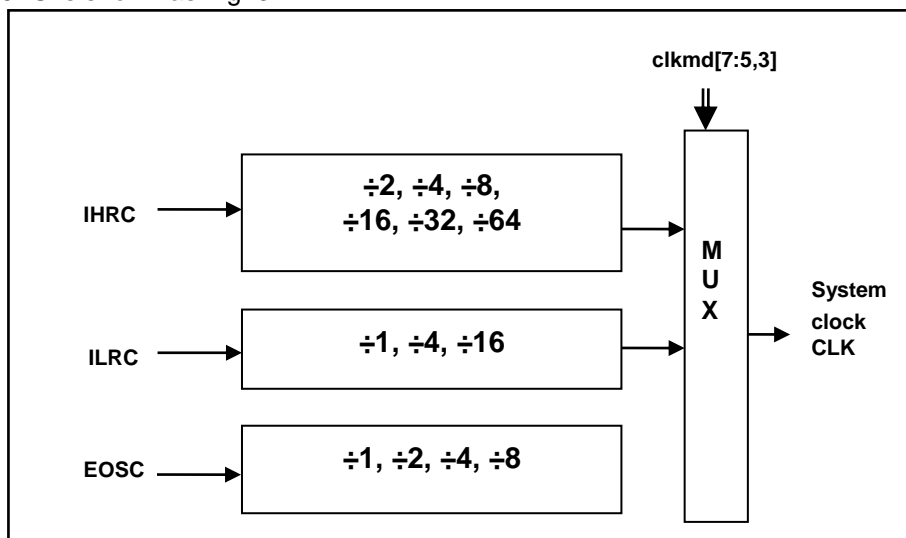 clkmd[7:5,3]
÷2, ÷4, ÷8,
÷16, ÷32, ÷64
IHRC
M
U
X
System
clock
CLK
÷1, ÷4, ÷16
ILRC
÷1, ÷2, ÷4, ÷8
EOSC